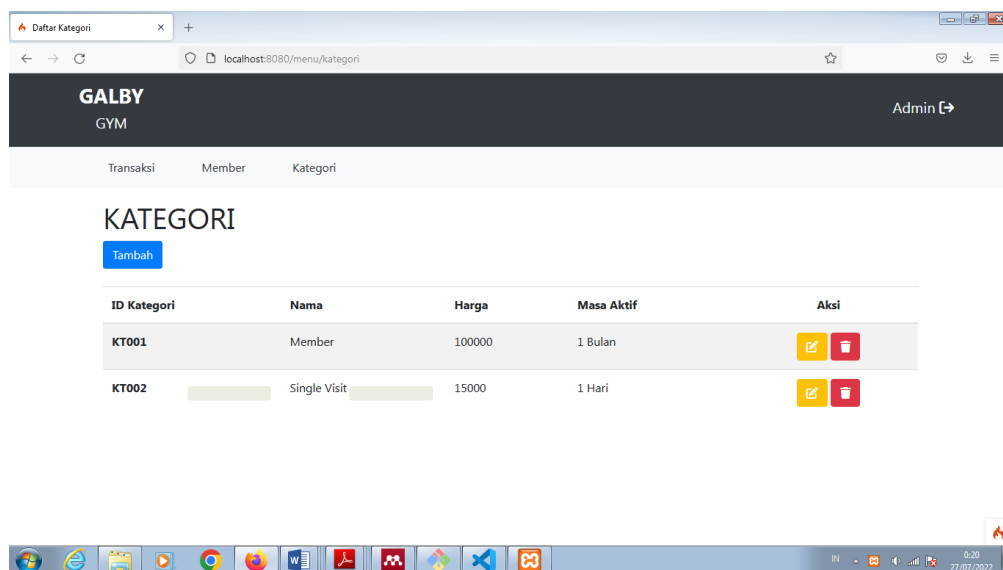 Daftar Kategori
localhost:8080/menu/kategori
GALBY
GYM
Admin
Transaksi Member Kategori
KATEGORI
Tambah
ID Kategori Nama Harga Masa Aktif Aksi
KT001 Member 100000 1 Bulan
KT002 Single Visit 15000 1 Hari
IN 0:20
27/07/2022